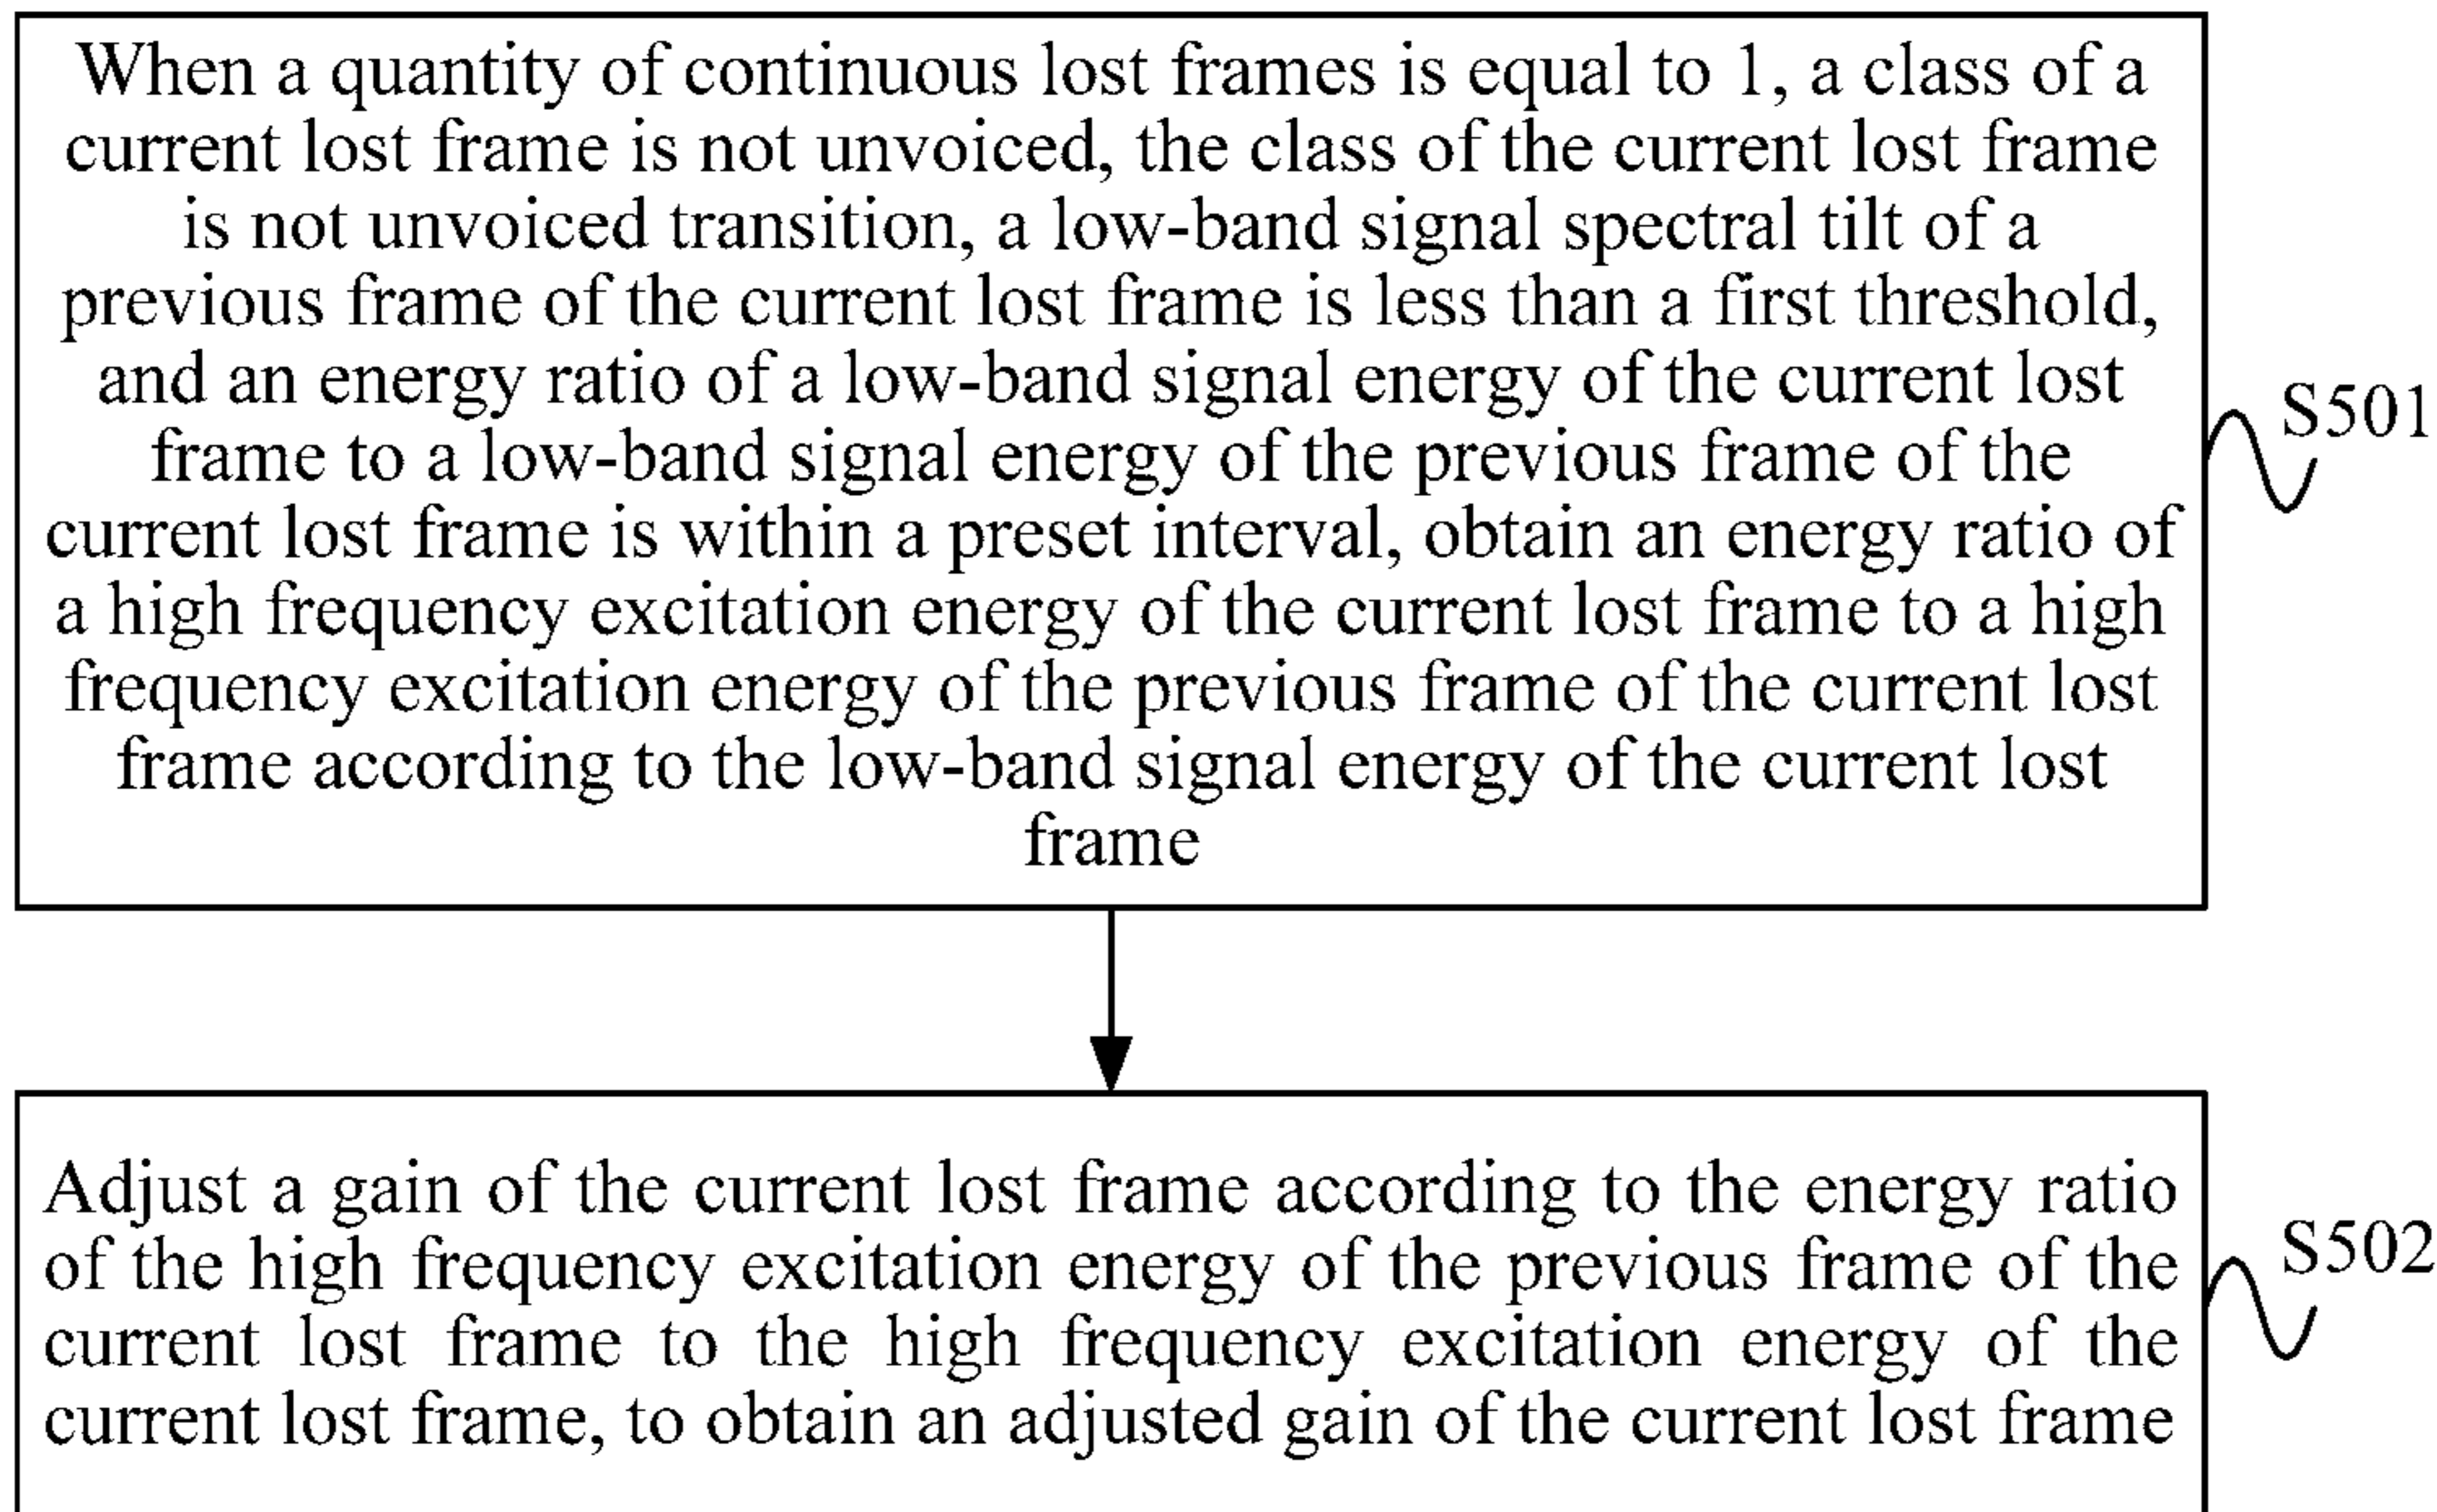 When a quantity of continuous lost frames is equal to 1, a class of a
current lost frame is not unvoiced, the class of the current lost frame
is not unvoiced transition, a low-band signal spectral tilt of a
previous frame of the current lost frame is less than a first threshold,
and an energy ratio of a low-band signal energy of the current lost
frame to a low-band signal energy of the previous frame of the
current lost frame is within a preset interval, obtain an energy ratio of
a high frequency excitation energy of the current lost frame to a high
frequency excitation energy of the previous frame of the current lost
frame according to the low-band signal energy of the current lost
frame
S501
Adjust a gain of the current lost frame according to the energy ratio
of the high frequency excitation energy of the previous frame of the
current lost frame to the high frequency excitation energy of the
current lost frame, to obtain an adjusted gain of the current lost frame
S502